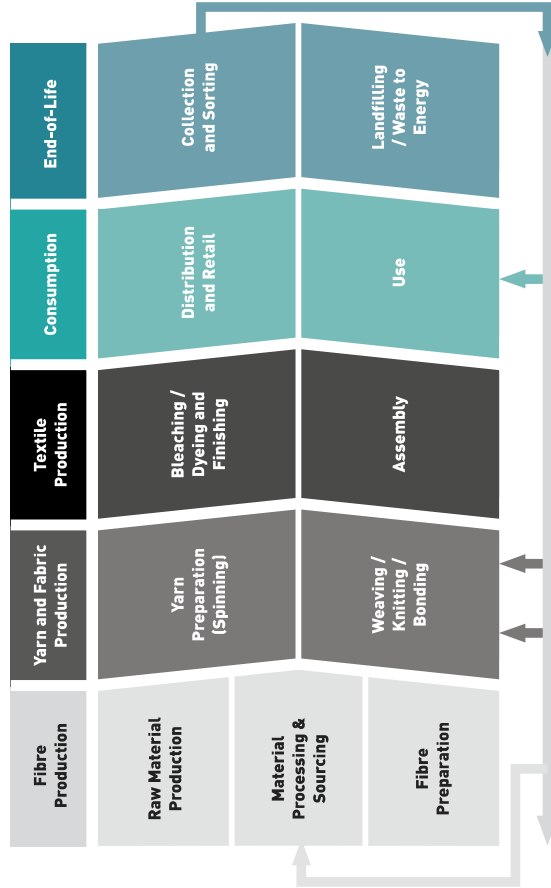 Fibre
Production
Yarn and Fabric
Production
Textile
Production
Consumption
End-of-Life
Raw Material
Production
Material
Processing &
Sourcing
Fibre
Preparation
Yarn
Preparation
(Spinning)
Weaving /
Knitting /
Bonding
Bleaching /
Dyeing and
Finishing
Assembly
Distribution
and Retail
Use
Collection
and Sorting
Landfilling
/ Waste to
Energy